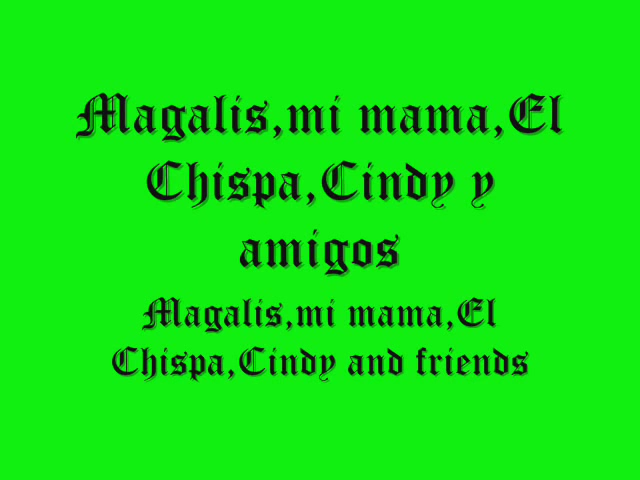 Magalis,mi mama,El
Chispa,Cindy y
amigos
Magalis,mi mama,El
Chispa,Cindy and friends